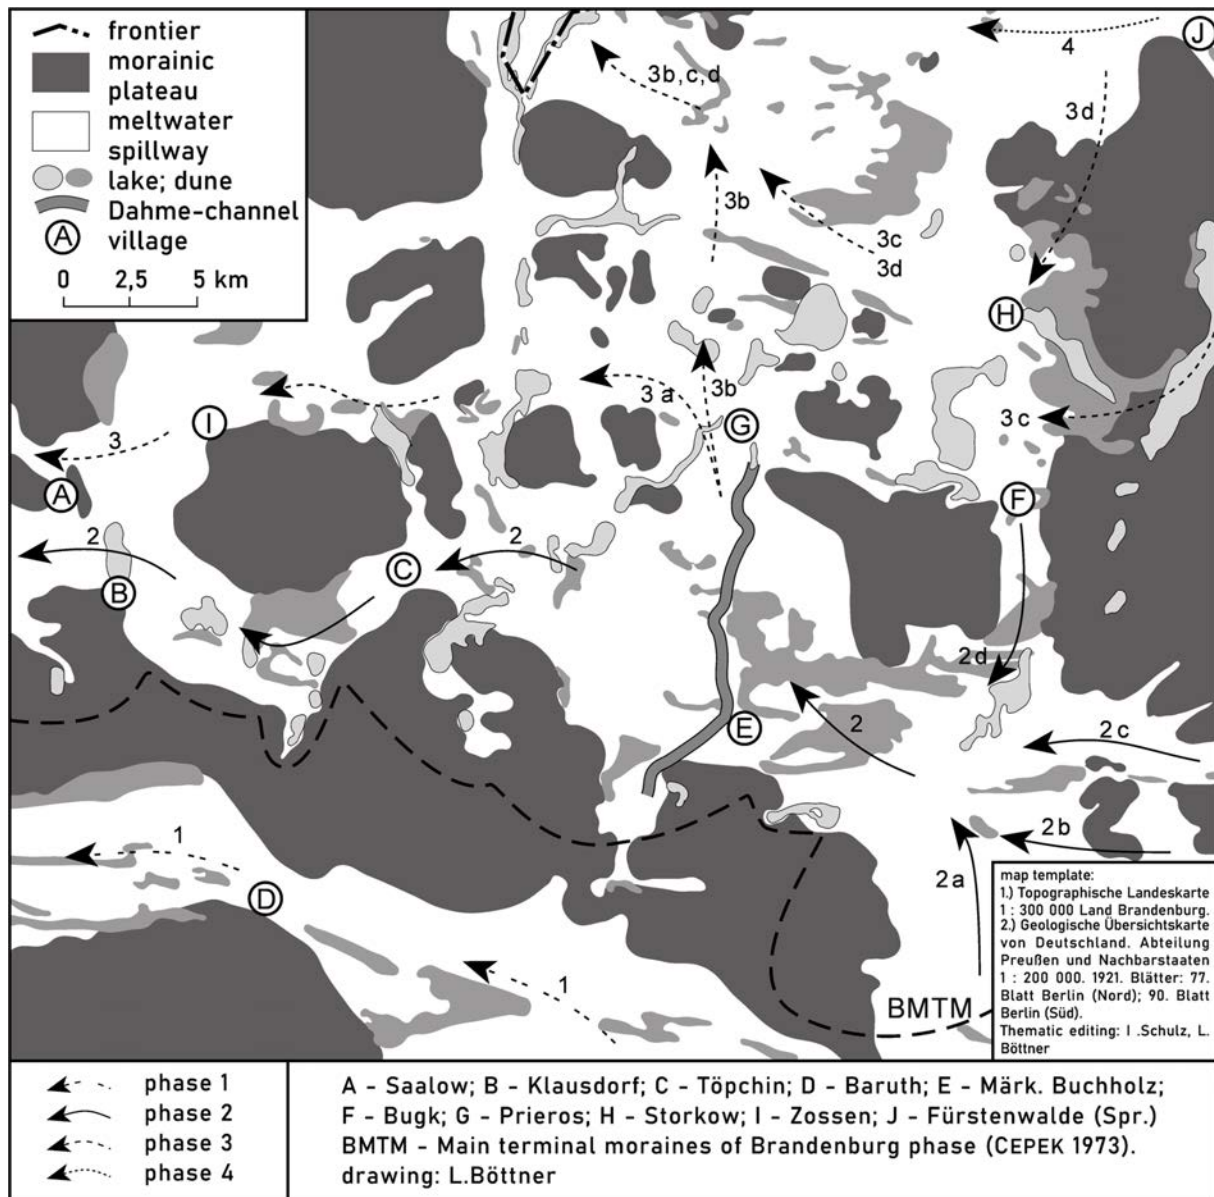 frontier
morainic
plateau
meltwater
spillway
lake; dune
Dahme-channel
A village
0 2,5 5 km
J
4
3b,c,d
3d
3b
3c
3d
H
3b
3a
3c
I
G
3
A
F
2
2
C
B
2d
E
2
2c
1
2b
2a
D
1
BMTM
map template:
1.) Topographische Landeskarte
1 : 300 000 Land Brandenburg.
2.) Geologische Übersichtskarte
von Deutschland. Abteilung
Preußen und Nachbarstaaten
1 : 200 000. 1921. Blätter: 77.
Blatt Berlin (Nord); 90. Blatt
Berlin (Süd).
Thematic editing: I .Schulz, L.
Böttner
phase 1
phase 2
phase 3
phase 4
A - Saalow; B - Klausdorf; C - Töpchin; D - Baruth; E - Märk. Buchholz;
F - Bugk; G - Prieros; H - Storkow; I - Zossen; J - Fürstenwalde (Spr.)
BMTM - Main terminal moraines of Brandenburg phase (CEPEK 1973).
drawing: L.Böttner